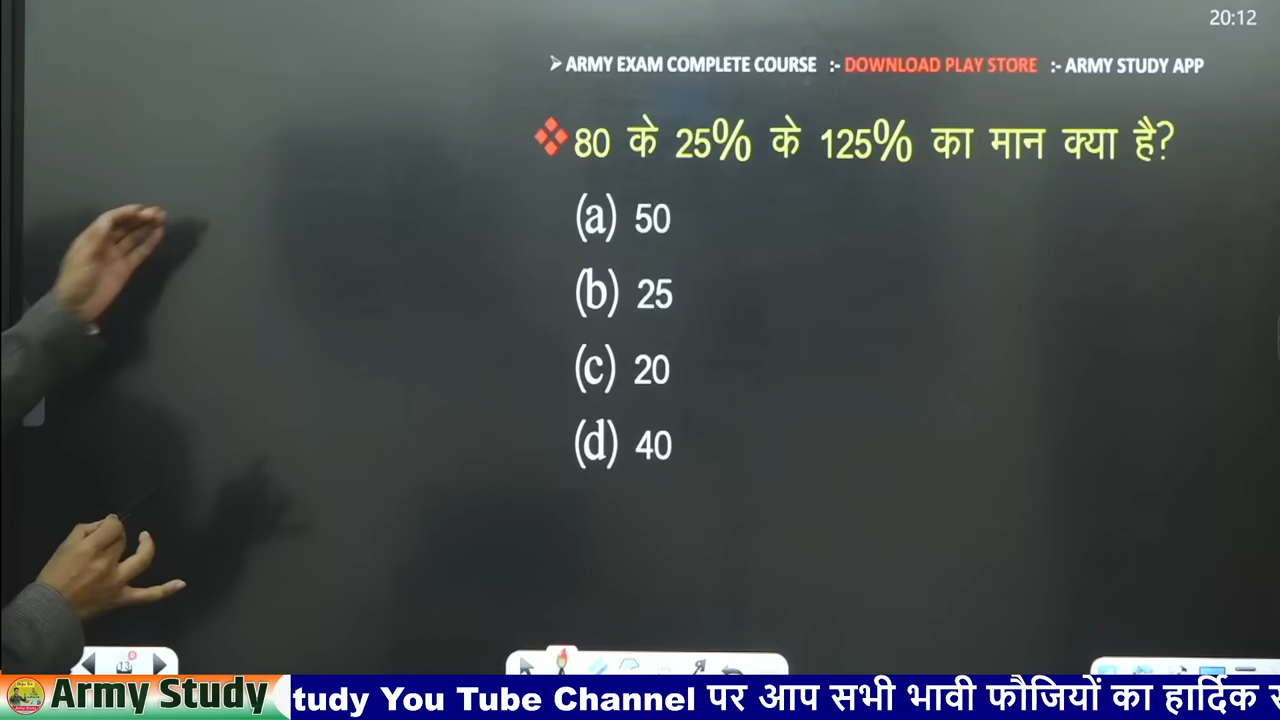 20:12
➢ ARMY EXAM COMPLETE COURSE :- DOWNLOAD PLAY STORE :- ARMY STUDY APP
❖ 80 के 25% के 125% का मान क्या है?
(a) 50
(b) 25
(c) 20
(d) 40
13
Army Study tudy You Tube Channel पर आप सभी भावी फौजियों का हार्दिक